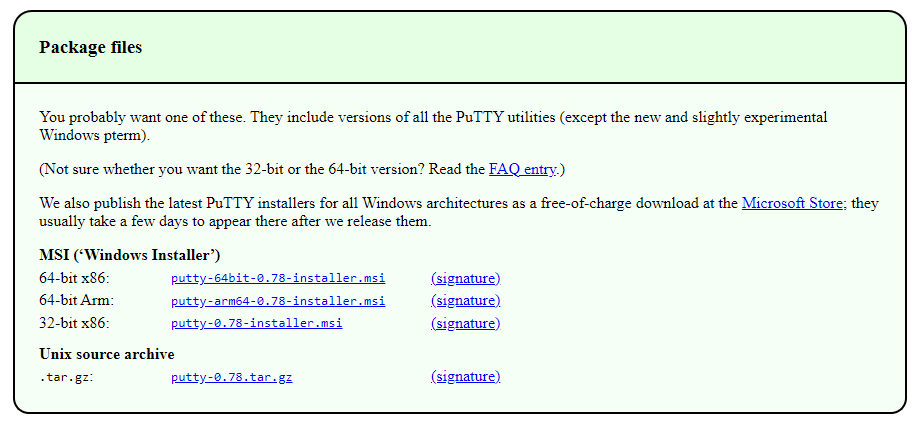 Package files
You probably want one of these. They include versions of all the PuTTY utilities (except the new and slightly experimental
Windows pterm).
(Not sure whether you want the 32-bit or the 64-bit version? Read the FAQ entry.)
We also publish the latest PuTTY installers for all Windows architectures as a free-of-charge download at the Microsoft Store; they
usually take a few days to appear there after we release them.
MSI (‘Windows Installer’)
64-bit x86: putty-64bit-0.78-installer.msi (signature)
64-bit Arm: putty-arm64-0.78-installer.msi (signature)
32-bit x86: putty-0.78-installer.msi (signature)
Unix source archive
.tar.gz: putty-0.78.tar.gz (signature)